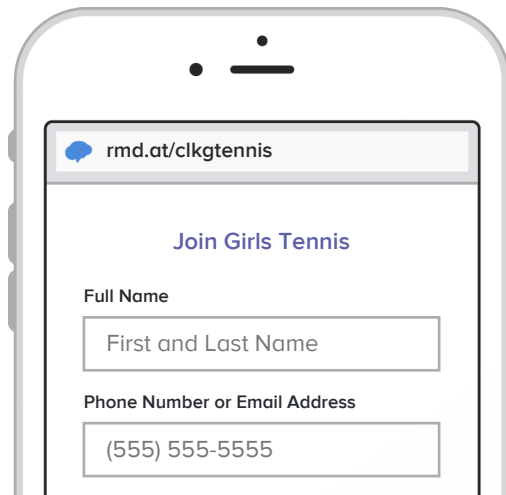 rmd.at/clkgtennis
Join Girls Tennis
Full Name
First and Last Name
Phone Number or Email Address
(555) 555-5555